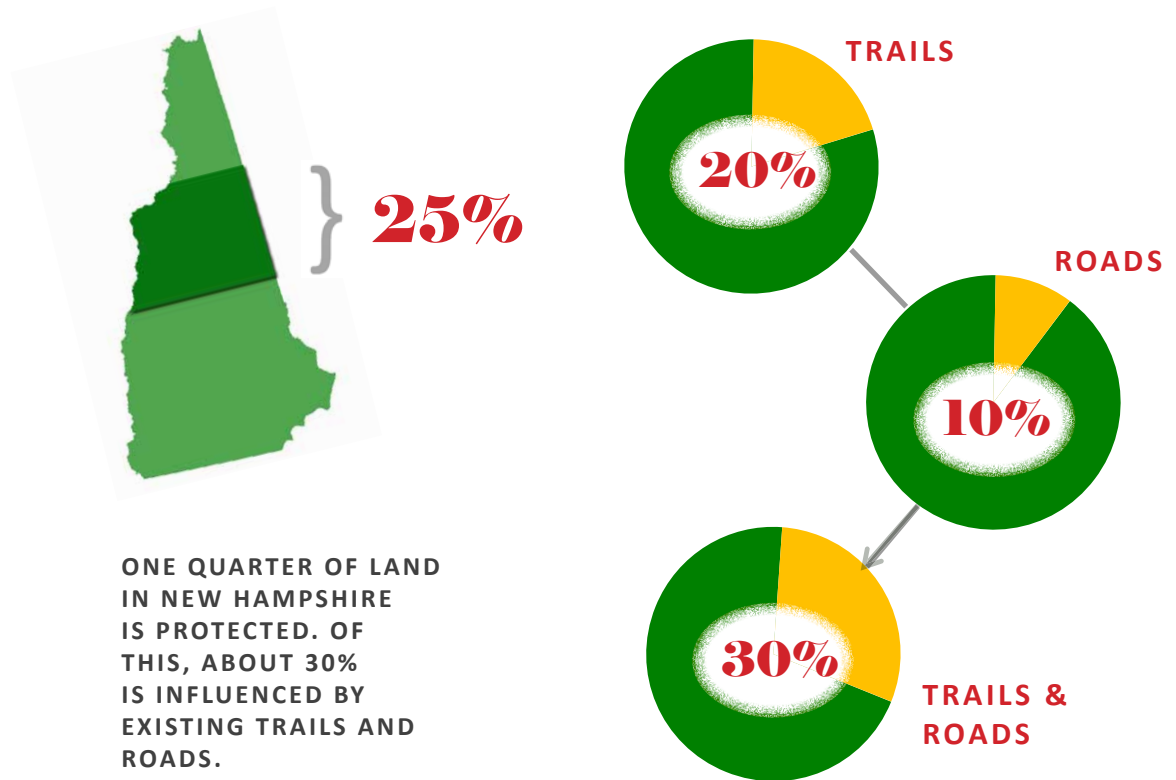 TRAILS
20%
25%
ROADS
10%
30%
TRAILS &
ROADS
ONE QUARTER OF LAND
IN NEW HAMPSHIRE
IS PROTECTED. OF
THIS, ABOUT 30%
IS INFLUENCED BY
EXISTING TRAILS AND
ROADS.